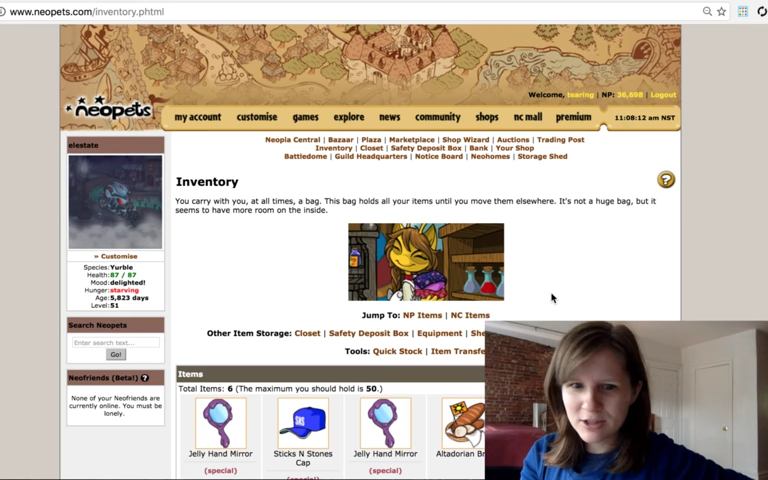 www.neopets.com/inventory.phtml
Welcome, tearing | NP: 36,698 | Logout
neopets
my account customise games explore news community shops nc mall premium 11:08:12 am NST
elestate
Neopia Central | Bazaar | Plaza | Marketplace | Shop Wizard | Auctions | Trading Post
Inventory | Closet | Safety Deposit Box | Bank | Your Shop
Battledome | Guild Headquarters | Notice Board | Neohomes | Storage Shed
Inventory
You carry with you, at all times, a bag. This bag holds all your items until you move them elsewhere. It's not a huge bag, but it
seems to have more room on the inside.
» Customise
Species: Yurble
Health: 87 / 87
Mood: delighted!
Hunger: starving
Age: 5,823 days
Level: 51
Search Neopets
Enter search text...
Go!
Neofriends (Beta!) ?
None of your Neofriends are
currently online. You must be
lonely.
Jump To: NP Items | NC Items
Other Item Storage: Closet | Safety Deposit Box | Equipment |
Tools: Quick Stock | Item
Items
Total Items: 6 (The maximum you should hold is 50.)
SNS
Jelly Hand Mirror
(special)
Sticks N Stones
Cap
Jelly Hand Mirror
(special)
Altadorian